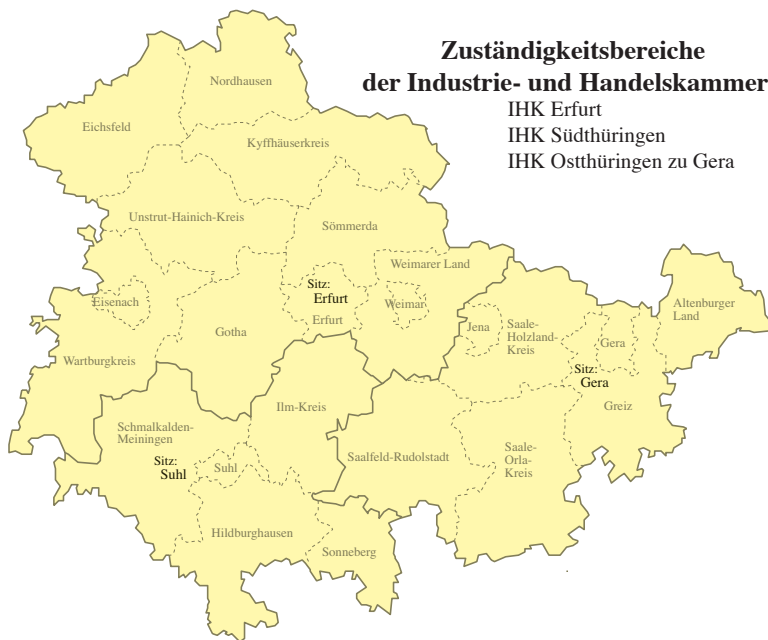 Zuständigkeitsbereiche
der Industrie- und Handelskammer
IHK Erfurt
IHK Südthüringen
IHK Ostthüringen zu Gera
Nordhausen
Eichsfeld
Kyffhäuserkreis
Unstrut-Hainich-Kreis
Sömmerda
Weimarer Land
Eisenach
Sitz:
Erfurt
Erfurt
Weimar
Gotha
Wartburgkreis
Jena
Saale-
Holzland-
Kreis
Gera
Altenburger
Land
Sitz:
Gera
Greiz
Ilm-Kreis
Schmalkalden-
Meiningen
Sitz:
Suhl
Suhl
Saalfeld-Rudolstadt
Saale-
Orla-
Kreis
Hildburghausen
Sonneberg